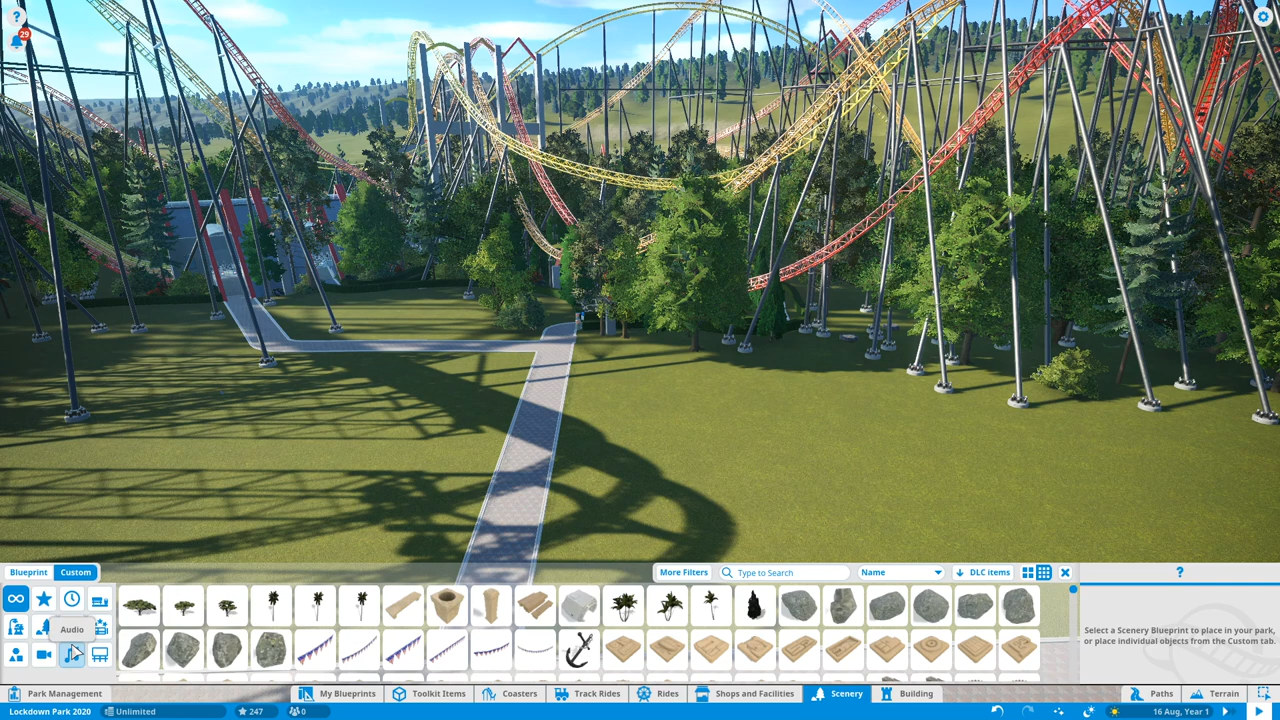 ?
29
Blueprint Custom More Filters Type to Search Name DLC items ?
Audio
Select a Scenery Blueprint to place in your park,
or place individual objects from the Custom tab.
Park Management My Blueprints Toolkit Items Coasters Track Rides Rides Shops and Facilities Scenery Building Paths Terrain
Lockdown Park 2020 Unlimited 247 0 16 Aug, Year 1